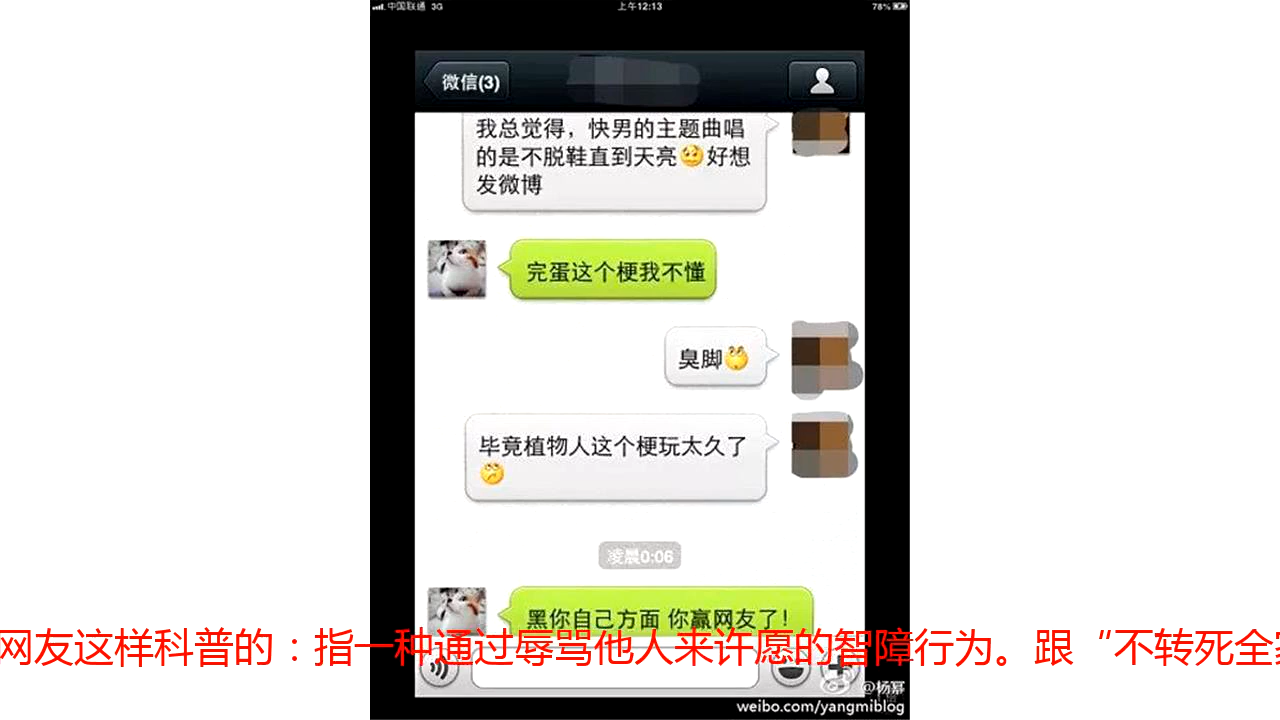 中国联通 3G
上午12:13
78%
微信(3)
我总觉得，快男的主题曲唱
的是不脱鞋直到天亮好想
发微博
完蛋这个梗我不懂
臭脚
毕竟植物人这个梗玩太久了
凌晨0:06
黑你自己方面 你赢网友了！
网友这样科普的：指一种通过辱骂他人来许愿的智障行为。跟“不转死全家
@杨幂
weibo.com/yangmiblog